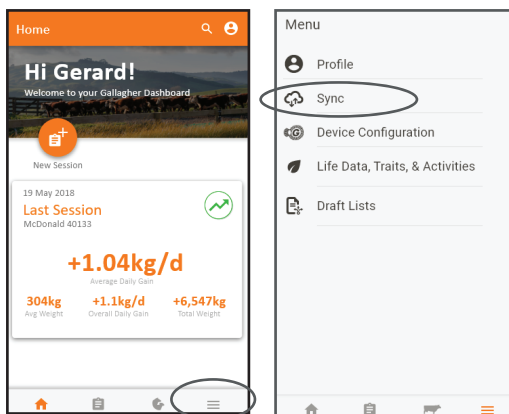 Home
Hi Gerard!
Welcome to your Gallagher Dashboard
New Session
19 May 2018
Last Session
McDonald 40133
+1.04kg/d
Average Daily Gain
304kg +1.1kg/d +6,547kg
Avg Weight Overall Daily Gain Total Weight
Menu
Profile
Sync
G Device Configuration
Life Data, Traits, & Activities
Draft Lists